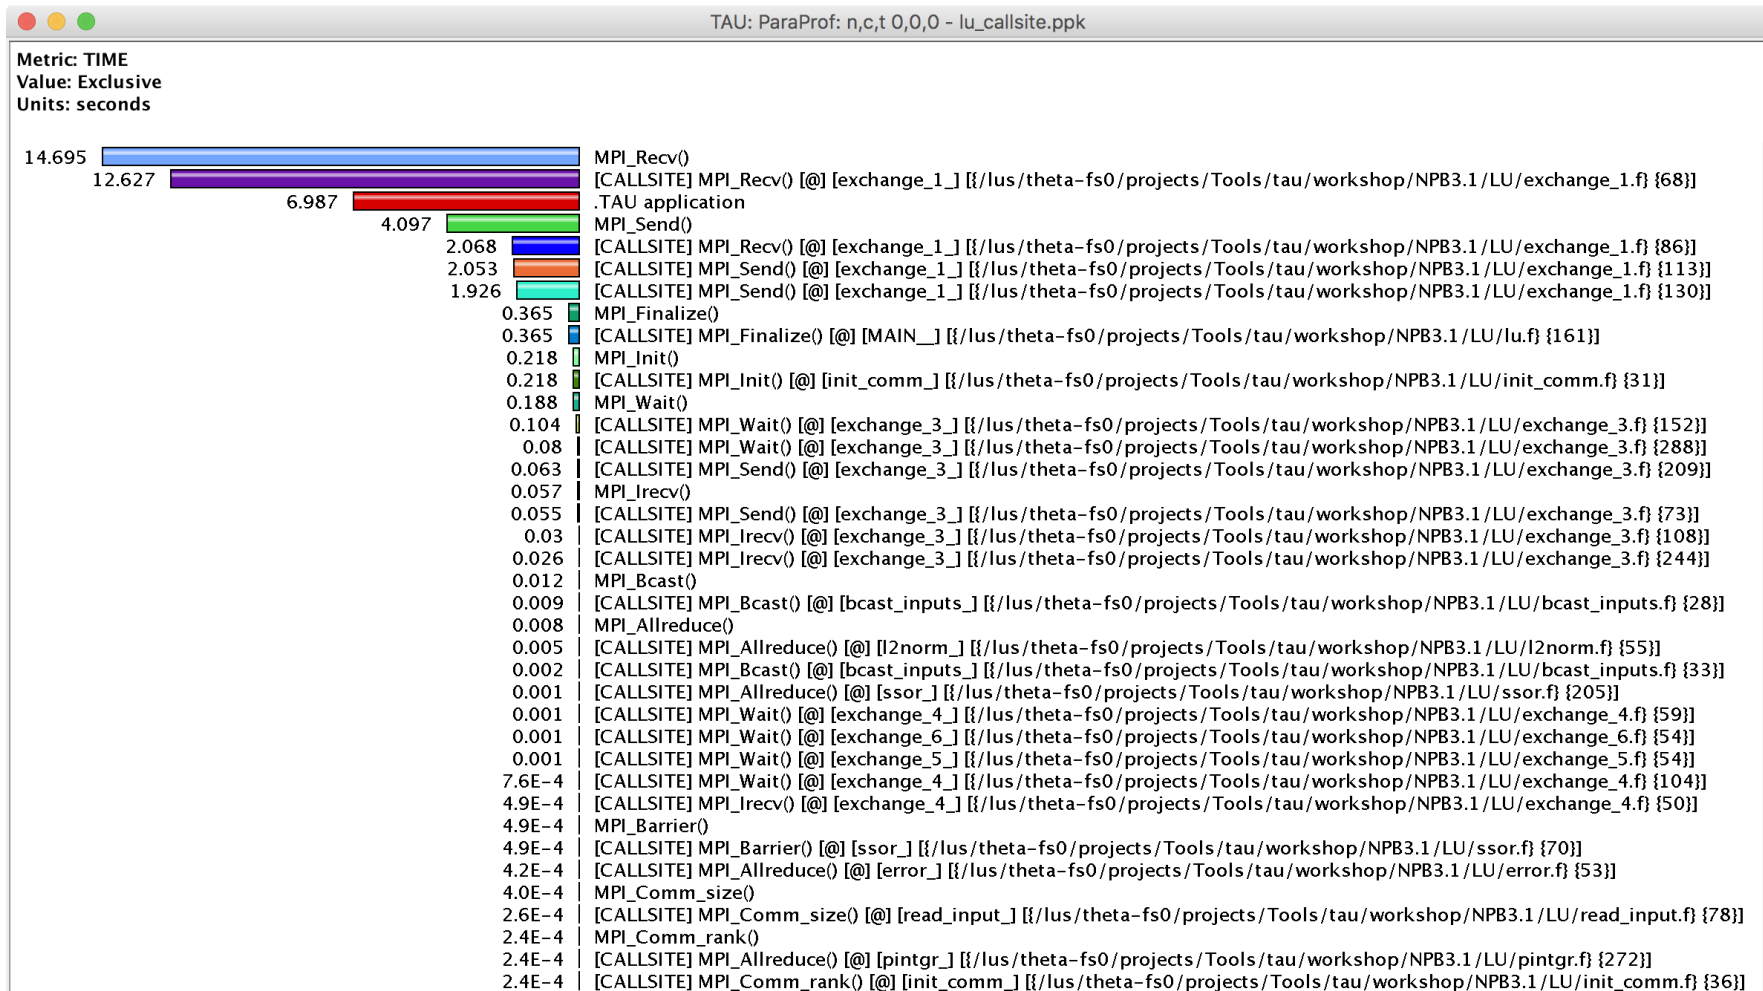 TAU: ParaProf: n,c,t 0,0,0 - lu_callsite.ppk
Metric: TIME
Value: Exclusive
Units: seconds
14.695 MPI_Recv()
12.627 [CALLSITE] MPI_Recv() [@] [exchange_1_] [{/lus/theta-fs0/projects/Tools/tau/workshop/NPB3.1/LU/exchange_1.f} {68}]
6.987 .TAU application
4.097 MPI_Send()
2.068 [CALLSITE] MPI_Recv() [@] [exchange_1_] [{/lus/theta-fs0/projects/Tools/tau/workshop/NPB3.1/LU/exchange_1.f} {86}]
2.053 [CALLSITE] MPI_Send() [@] [exchange_1_] [{/lus/theta-fs0/projects/Tools/tau/workshop/NPB3.1/LU/exchange_1.f} {113}]
1.926 [CALLSITE] MPI_Send() [@] [exchange_1_] [{/lus/theta-fs0/projects/Tools/tau/workshop/NPB3.1/LU/exchange_1.f} {130}]
0.365 MPI_Finalize()
0.365 [CALLSITE] MPI_Finalize() [@] [MAIN__] [{/lus/theta-fs0/projects/Tools/tau/workshop/NPB3.1/LU/lu.f} {161}]
0.218 MPI_Init()
0.218 [CALLSITE] MPI_Init() [@] [init_comm_] [{/lus/theta-fs0/projects/Tools/tau/workshop/NPB3.1/LU/init_comm.f} {31}]
0.188 MPI_Wait()
0.104 [CALLSITE] MPI_Wait() [@] [exchange_3_] [{/lus/theta-fs0/projects/Tools/tau/workshop/NPB3.1/LU/exchange_3.f} {152}]
0.08 [CALLSITE] MPI_Wait() [@] [exchange_3_] [{/lus/theta-fs0/projects/Tools/tau/workshop/NPB3.1/LU/exchange_3.f} {288}]
0.063 [CALLSITE] MPI_Send() [@] [exchange_3_] [{/lus/theta-fs0/projects/Tools/tau/workshop/NPB3.1/LU/exchange_3.f} {209}]
0.057 MPI_Irecv()
0.055 [CALLSITE] MPI_Send() [@] [exchange_3_] [{/lus/theta-fs0/projects/Tools/tau/workshop/NPB3.1/LU/exchange_3.f} {73}]
0.03 [CALLSITE] MPI_Irecv() [@] [exchange_3_] [{/lus/theta-fs0/projects/Tools/tau/workshop/NPB3.1/LU/exchange_3.f} {108}]
0.026 [CALLSITE] MPI_Irecv() [@] [exchange_3_] [{/lus/theta-fs0/projects/Tools/tau/workshop/NPB3.1/LU/exchange_3.f} {244}]
0.012 MPI_Bcast()
0.009 [CALLSITE] MPI_Bcast() [@] [bcast_inputs_] [{/lus/theta-fs0/projects/Tools/tau/workshop/NPB3.1/LU/bcast_inputs.f} {28}]
0.008 MPI_Allreduce()
0.005 [CALLSITE] MPI_Allreduce() [@] [l2norm_] [{/lus/theta-fs0/projects/Tools/tau/workshop/NPB3.1/LU/l2norm.f} {55}]
0.002 [CALLSITE] MPI_Bcast() [@] [bcast_inputs_] [{/lus/theta-fs0/projects/Tools/tau/workshop/NPB3.1/LU/bcast_inputs.f} {33}]
0.001 [CALLSITE] MPI_Allreduce() [@] [ssor_] [{/lus/theta-fs0/projects/Tools/tau/workshop/NPB3.1/LU/ssor.f} {205}]
0.001 [CALLSITE] MPI_Wait() [@] [exchange_4_] [{/lus/theta-fs0/projects/Tools/tau/workshop/NPB3.1/LU/exchange_4.f} {59}]
0.001 [CALLSITE] MPI_Wait() [@] [exchange_6_] [{/lus/theta-fs0/projects/Tools/tau/workshop/NPB3.1/LU/exchange_6.f} {54}]
0.001 [CALLSITE] MPI_Wait() [@] [exchange_5_] [{/lus/theta-fs0/projects/Tools/tau/workshop/NPB3.1/LU/exchange_5.f} {54}]
7.6E-4 [CALLSITE] MPI_Wait() [@] [exchange_4_] [{/lus/theta-fs0/projects/Tools/tau/workshop/NPB3.1/LU/exchange_4.f} {104}]
4.9E-4 [CALLSITE] MPI_Irecv() [@] [exchange_4_] [{/lus/theta-fs0/projects/Tools/tau/workshop/NPB3.1/LU/exchange_4.f} {50}]
4.9E-4 MPI_Barrier()
4.9E-4 [CALLSITE] MPI_Barrier() [@] [ssor_] [{/lus/theta-fs0/projects/Tools/tau/workshop/NPB3.1/LU/ssor.f} {70}]
4.2E-4 [CALLSITE] MPI_Allreduce() [@] [error_] [{/lus/theta-fs0/projects/Tools/tau/workshop/NPB3.1/LU/error.f} {53}]
4.0E-4 MPI_Comm_size()
2.6E-4 [CALLSITE] MPI_Comm_size() [@] [read_input_] [{/lus/theta-fs0/projects/Tools/tau/workshop/NPB3.1/LU/read_input.f} {78}]
2.4E-4 MPI_Comm_rank()
2.4E-4 [CALLSITE] MPI_Allreduce() [@] [pintgr_] [{/lus/theta-fs0/projects/Tools/tau/workshop/NPB3.1/LU/pintgr.f} {272}]
2.4E-4 [CALLSITE] MPI_Comm_rank() [@] [init_comm_] [{/lus/theta-fs0/projects/Tools/tau/workshop/NPB3.1/LU/init_comm.f} {36}]